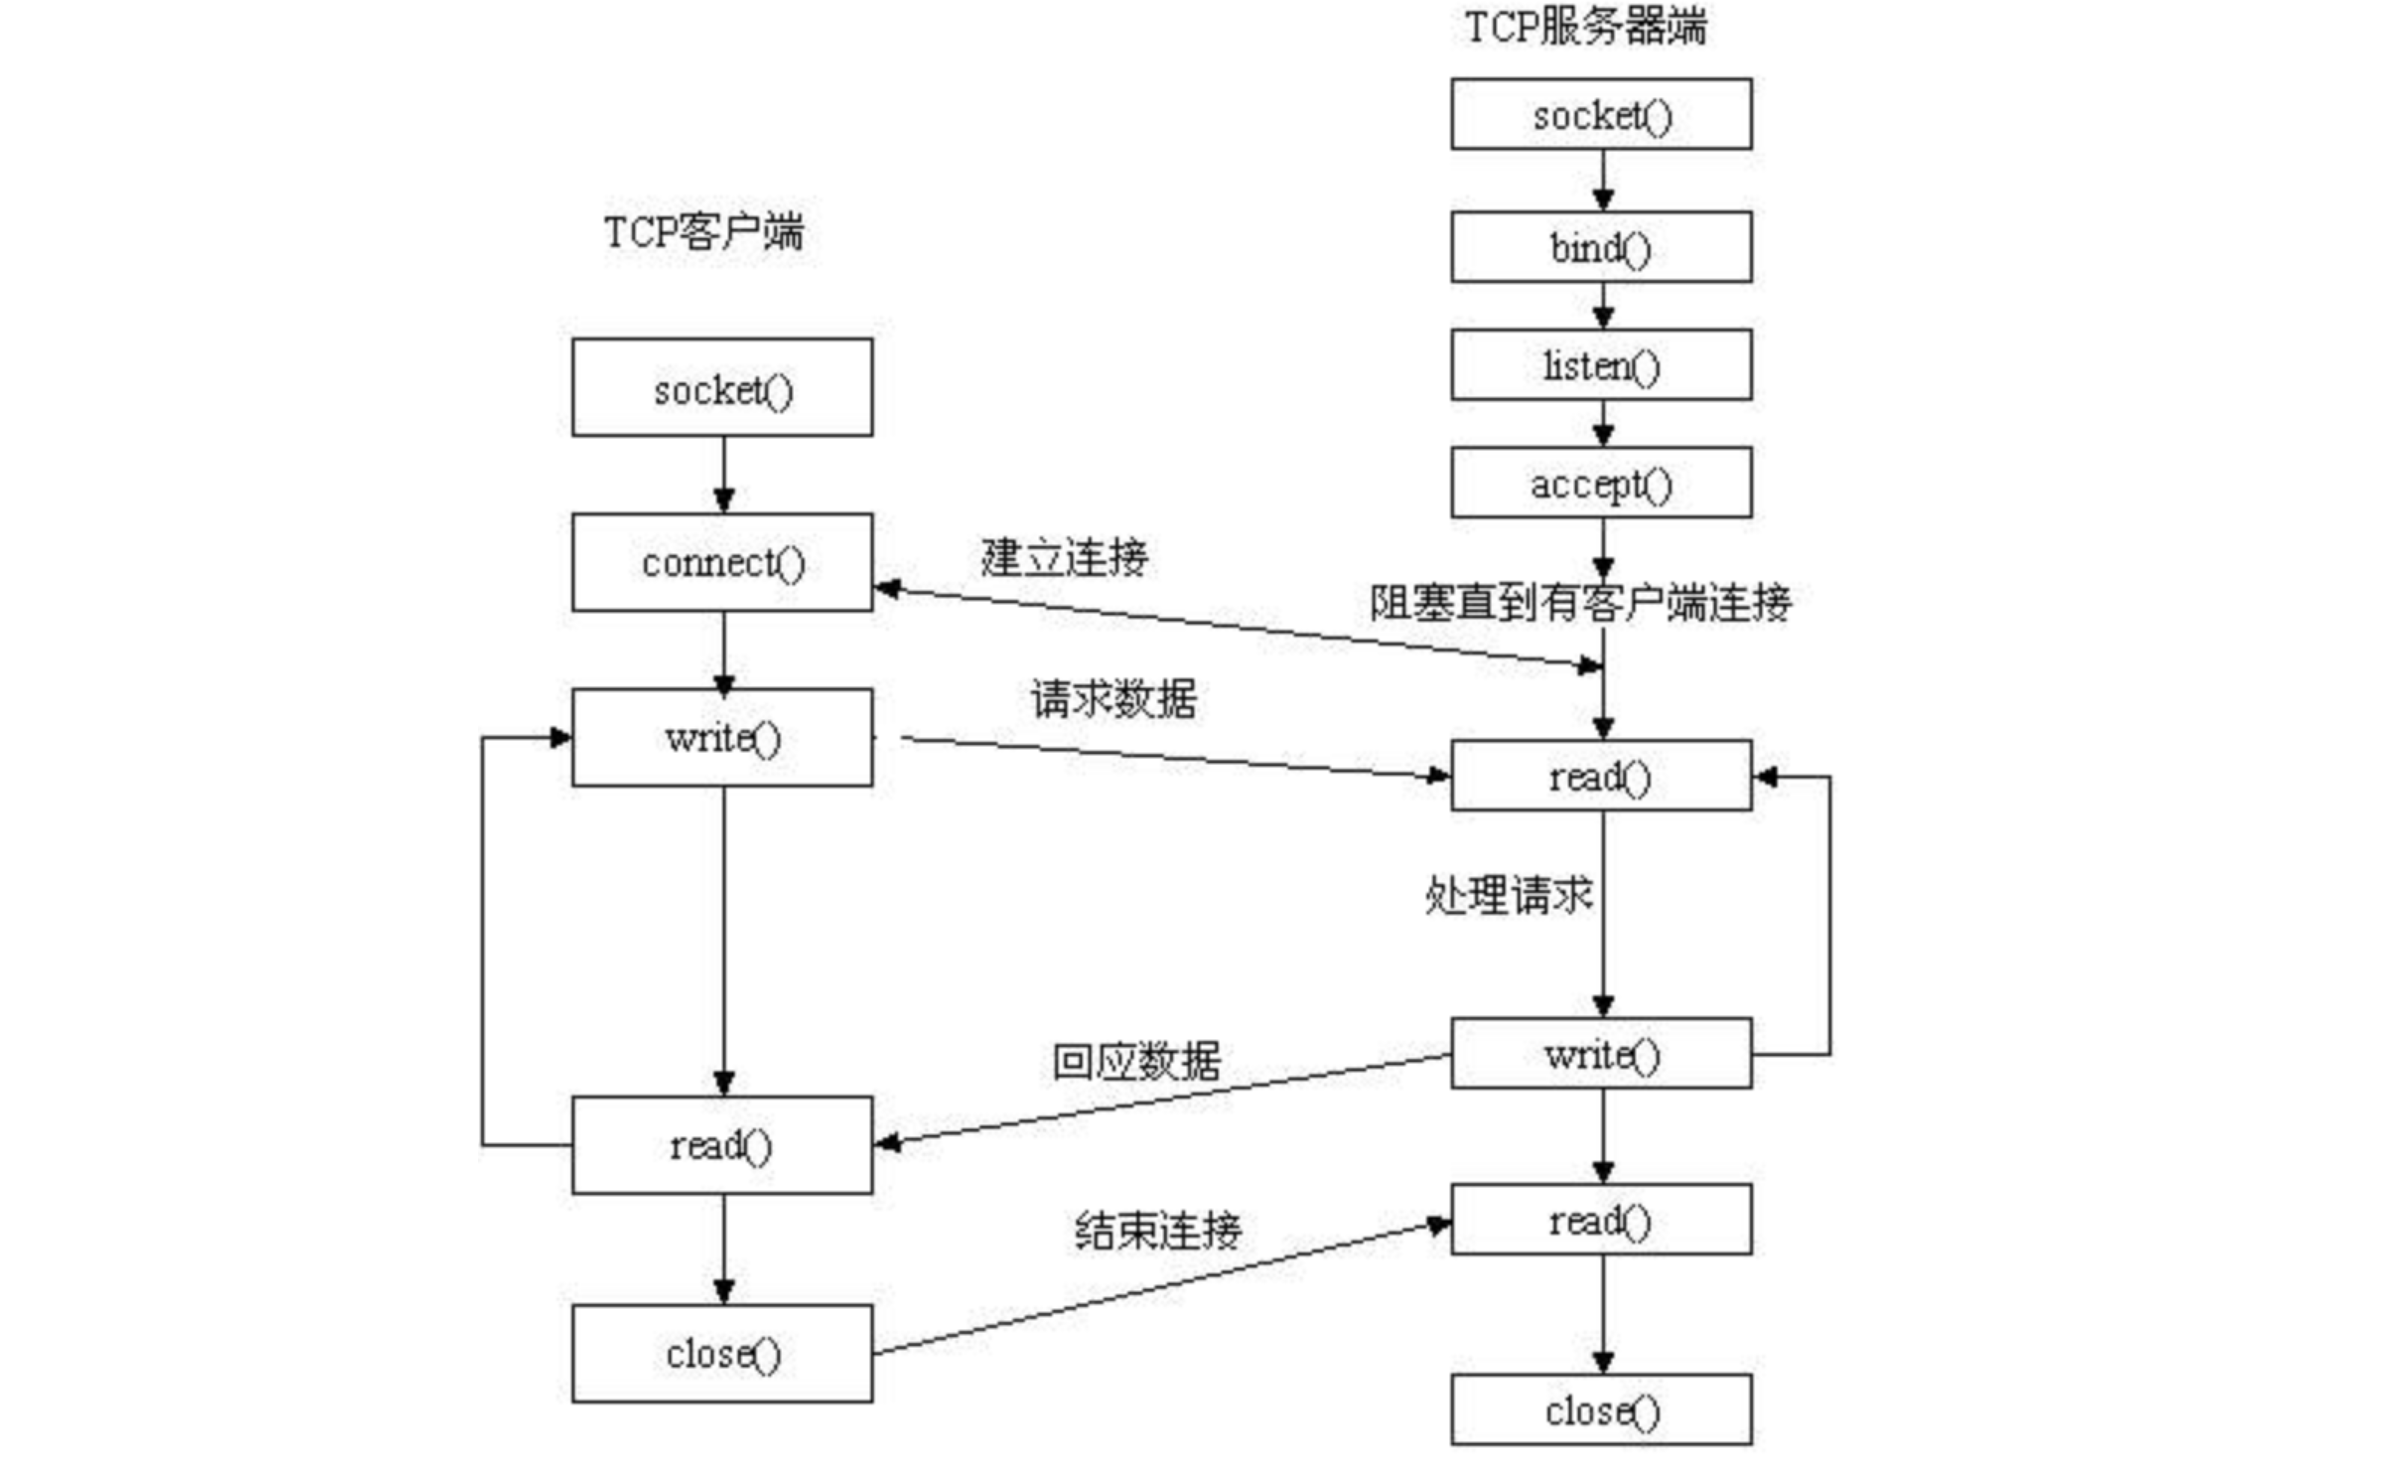 TCP服务器端
socket()
bind()
TCP客户端
listen()
socket()
accept()
connect()
建立连接
阻塞直到有客户端连接
请求数据
write()
read()
处理请求
回应数据
write()
read()
结束连接
read()
close()
close()